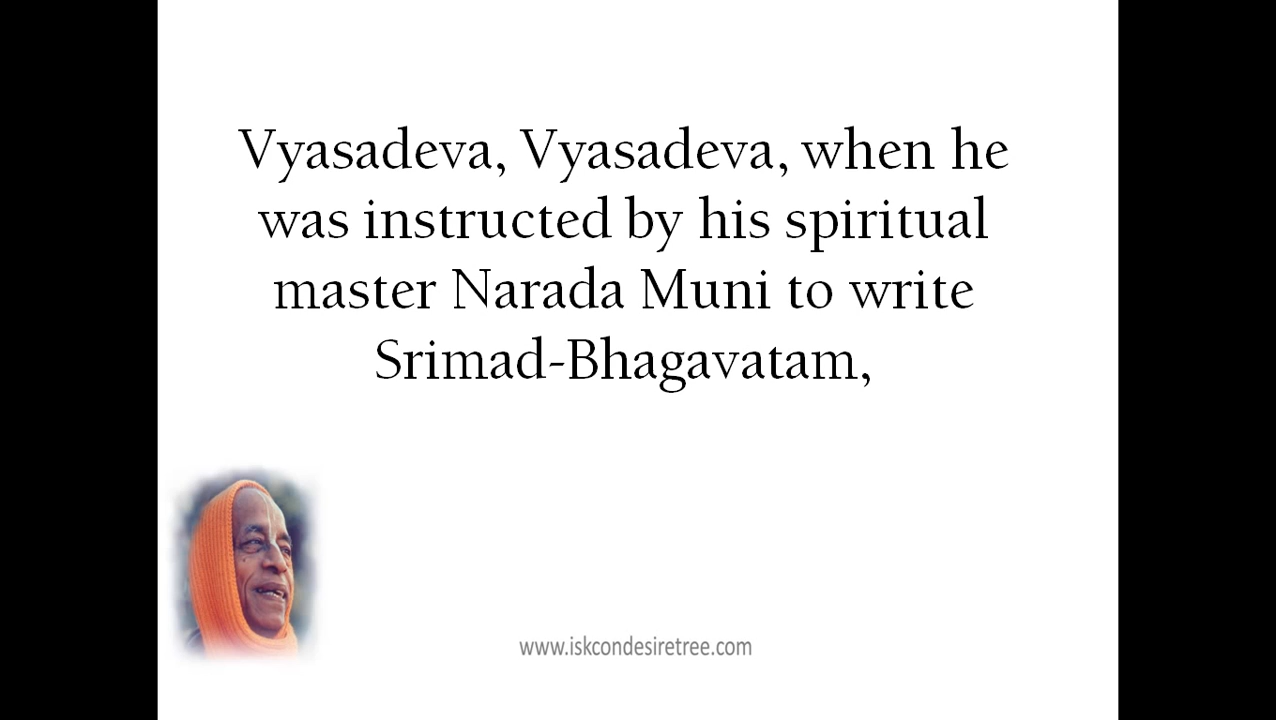 Vyasadeva, Vyasadeva, when he
was instructed by his spiritual
master Narada Muni to write
Srimad-Bhagavatam,
www.iskcondesiretree.com